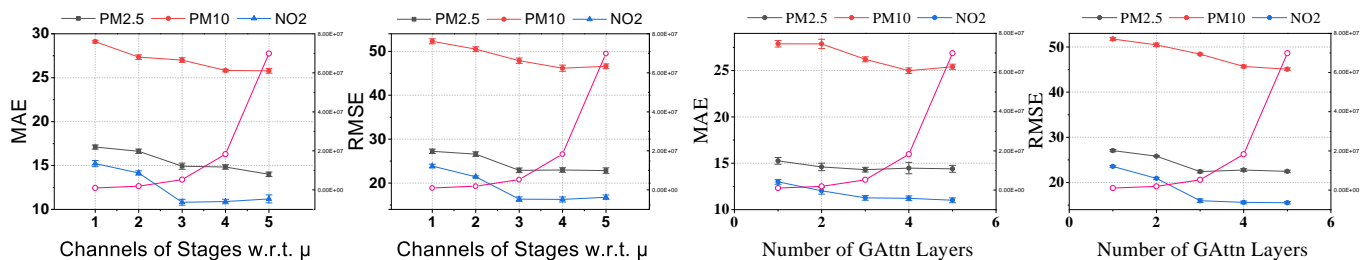 PM2.5 PM10 NO2
MAE
30
25
20
15
10
8.00E+07
6.00E+07
4.00E+07
2.00E+07
0.00E+00
1 2 3 4 5
Channels of Stages w.r.t. μ
PM2.5 PM10 NO2
RMSE
50
40
30
20
8.00E+07
6.00E+07
4.00E+07
2.00E+07
0.00E+00
1 2 3 4 5
Channels of Stages w.r.t. μ
PM2.5 PM10 NO2
MAE
25
20
15
10
8.00E+07
6.00E+07
4.00E+07
2.00E+07
0.00E+00
0 2 4 6
Number of GAttn Layers
PM2.5 PM10 NO2
RMSE
50
40
30
20
8.00E+07
6.00E+07
4.00E+07
2.00E+07
0.00E+00
0 2 4 6
Number of GAttn Layers